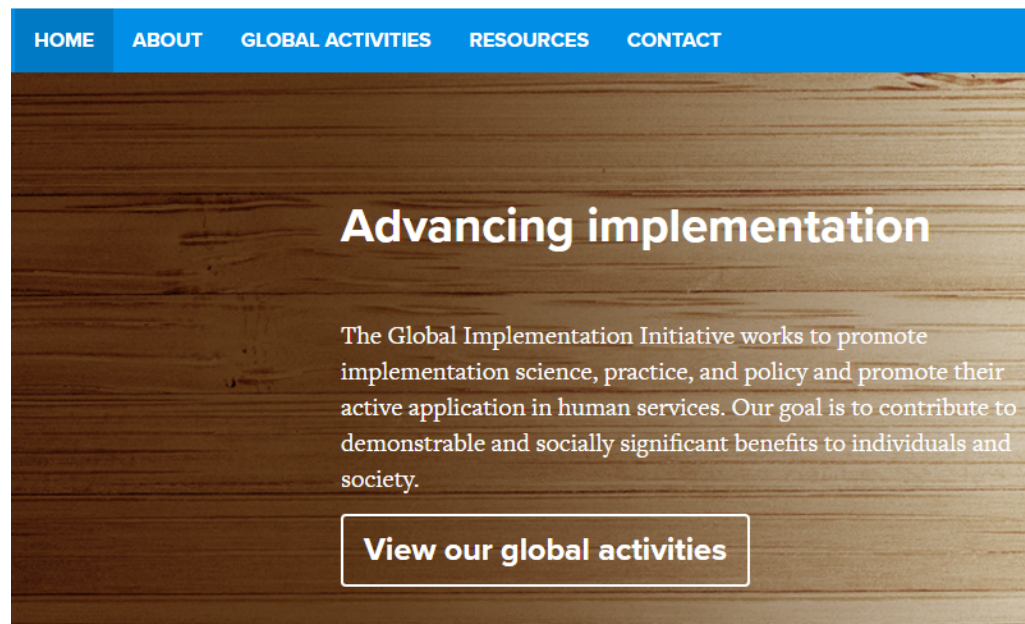 HOME ABOUT GLOBAL ACTIVITIES RESOURCES CONTACT
Advancing implementation
The Global Implementation Initiative works to promote
implementation science, practice, and policy and promote their
active application in human services. Our goal is to contribute to
demonstrable and socially significant benefits to individuals and
society.
View our global activities